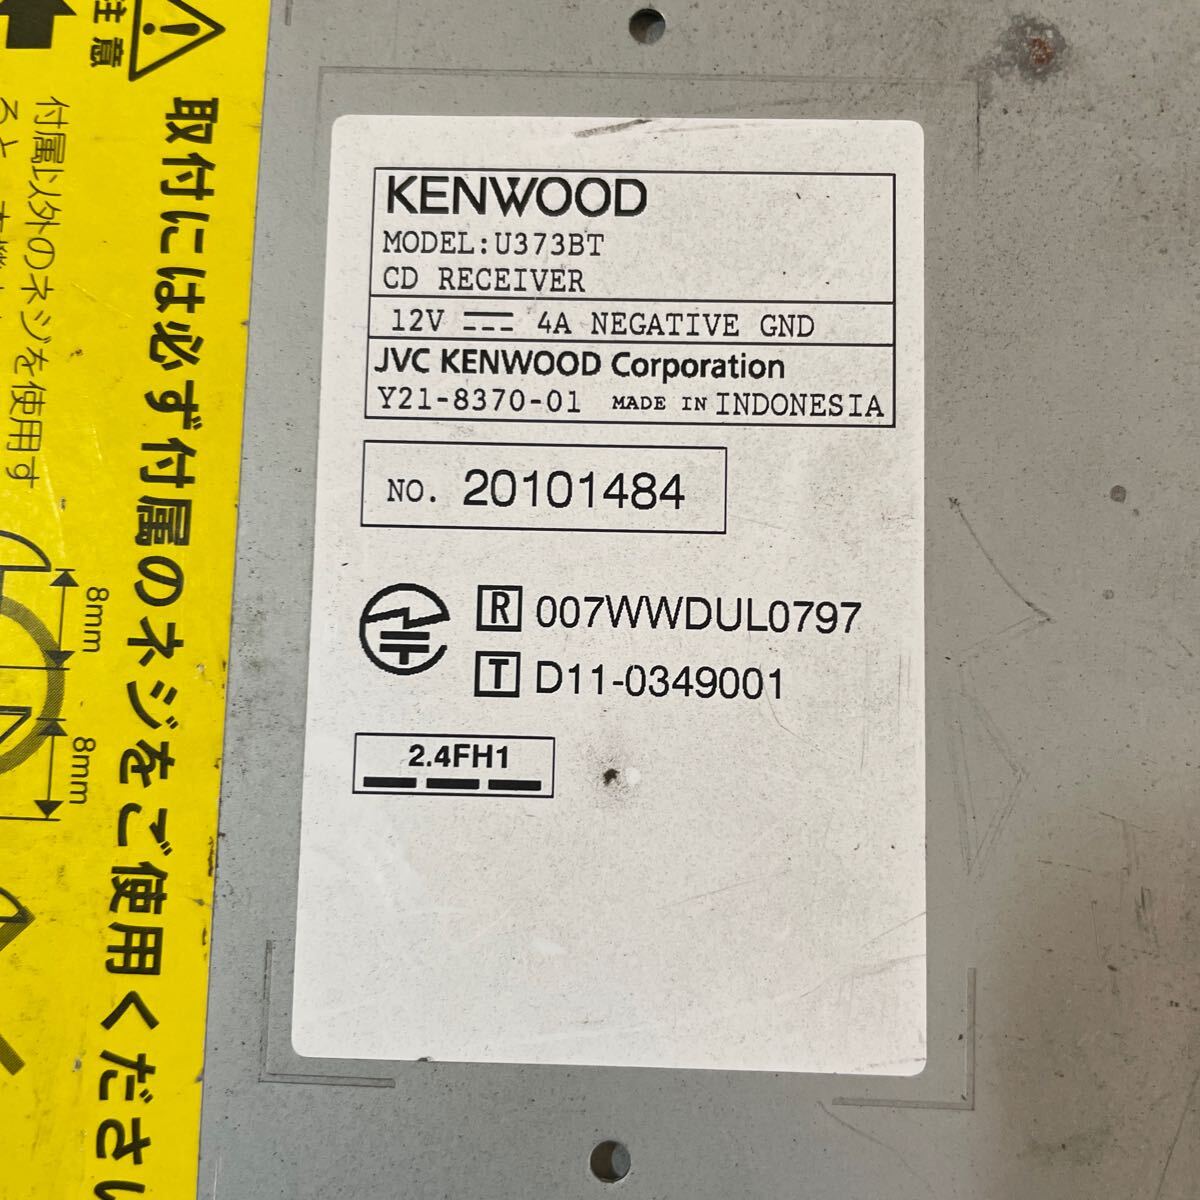 注意
取付には必ず付属のネジをご使用ください
付属以外のネジを使用す
ると
8mm
8mm
KENWOOD
MODEL:U373BT
CD RECEIVER
12V 4A NEGATIVE GND
JVC KENWOOD Corporation
Y21-8370-01 MADE IN INDONESIA
NO. 20101484
R 007WWDUL0797
T D11-0349001
2.4FH1